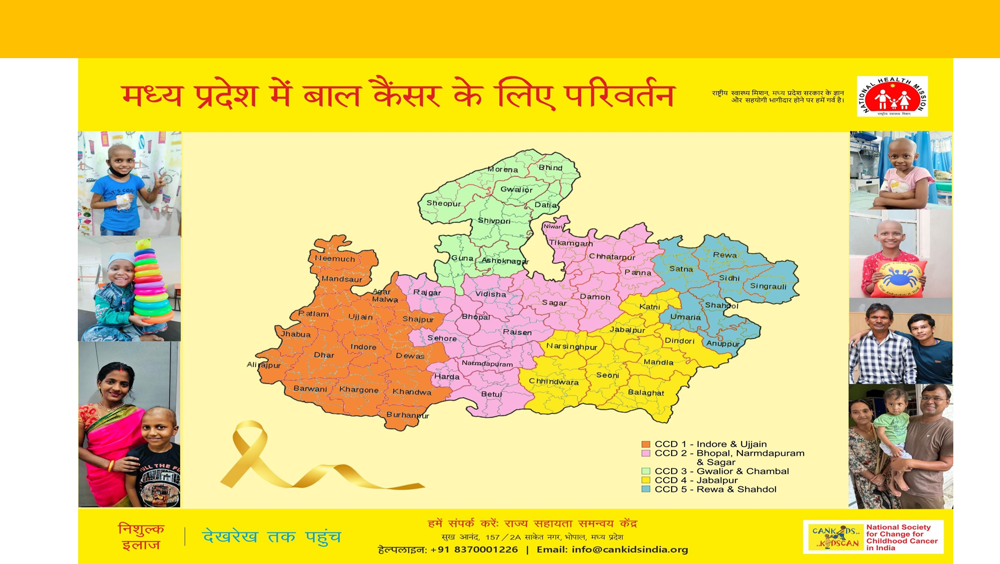 मध्य प्रदेश में बाल कैंसर के लिए परिवर्तन
राष्ट्रीय स्वास्थ्य मिशन, मध्य प्रदेश सरकार के ज्ञान
और सहयोगी भागीदार होने पर हमें गर्व है।
NATIONAL HEALTH MISSION
राष्ट्रीय स्वास्थ्य मिशन
IT'S COOL
Morena
Bhind
Gwalior
Sheopur
Datia
Shivpuri
Niwari
Tikamgarh
Neemuch
Guna
Ashoknagar
Chhatarpur
Rewa
Satna
Panna
Mandsaur
Sidhi
Singrauli
Agar
Malwa
Rajgar
Vidisha
Sagar
Damoh
Katni
Shahdol
Ratlam
Ujjain
Shajpur
Bhopal
Umaria
Jhabua
Sehore
Raisen
Jabalpur
Dindori
Anuppur
Indore
Narsinghpur
Dhar
Dewas
Alirajpur
Narmdapuram
Mandla
Harda
Seoni
Chhindwara
Barwani
Khargone
Khandwa
Betul
Balaghat
Burhanpur
CCD 1 - Indore & Ujjain
CCD 2 - Bhopal, Narmdapuram
& Sagar
CCD 3 - Gwalior & Chambal
CCD 4 - Jabalpur
CCD 5 - Rewa & Shahdol
निशुल्क
इलाज
देखरेख तक पहुंच
हमें संपर्क करेंः राज्य सहायता समन्वय केंद्र
सुख आनंद, 157/2A साकेत नगर, भोपाल, मध्य प्रदेश
हेल्पलाइन: +91 8370001226 | Email: info@cankidsindia.org
CANKIDS..
..KIDSCAN
National Society
for Change for
Childhood Cancer
in India